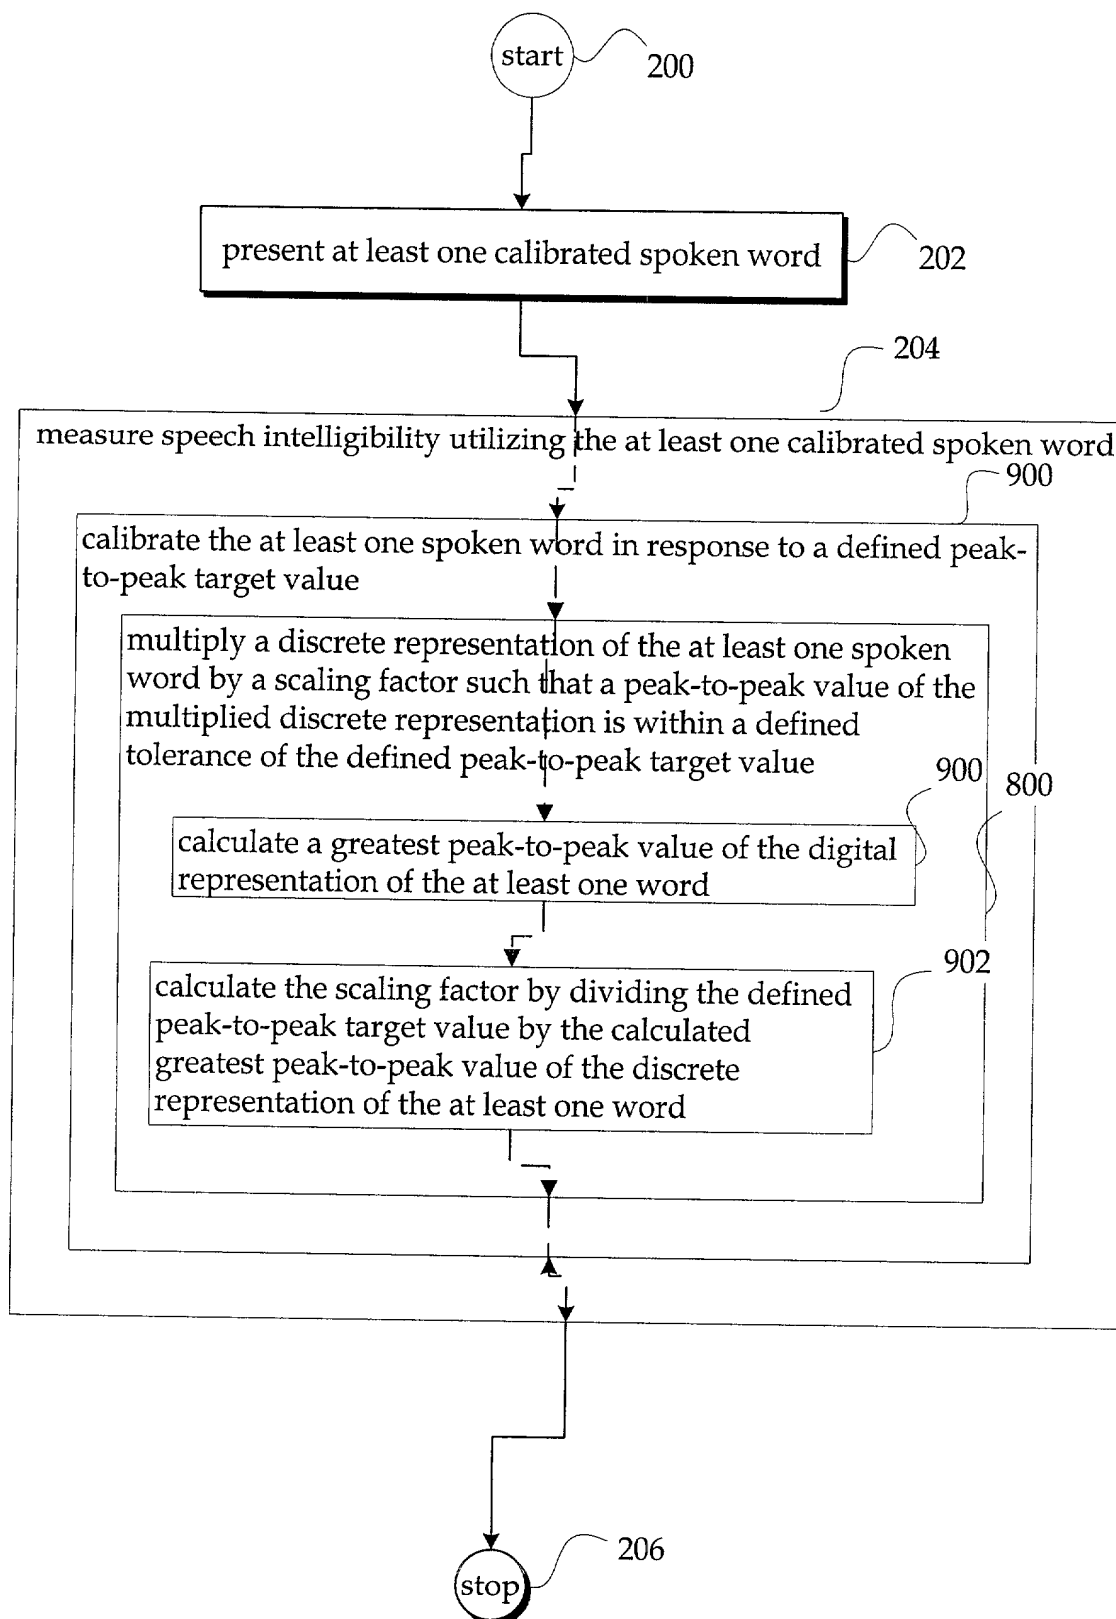 start
200
present at least one calibrated spoken word
202
204
measure speech intelligibility utilizing the at least one calibrated spoken word
900
calibrate the at least one spoken word in response to a defined peak-
to-peak target value
multiply a discrete representation of the at least one spoken
word by a scaling factor such that a peak-to-peak value of the
multiplied discrete representation is within a defined
tolerance of the defined peak-to-peak target value
900
800
calculate a greatest peak-to-peak value of the digital
representation of the at least one word
902
calculate the scaling factor by dividing the defined
peak-to-peak target value by the calculated
greatest peak-to-peak value of the discrete
representation of the at least one word
206
stop